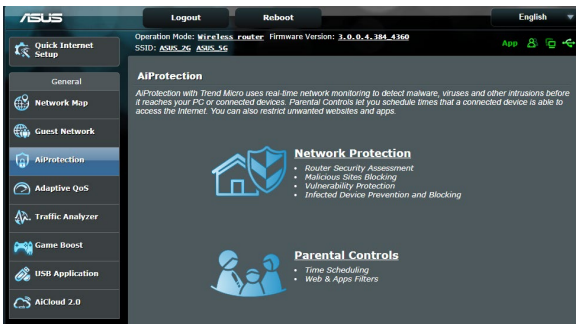 ASUS
Logout
Reboot
English
Quick Internet
Setup
Operation Mode: Wireless router Firmware Version: 3.0.0.4.384_4360
SSID: ASUS_2G ASUS_5G
App
General
Network Map
Guest Network
AiProtection
Adaptive QoS
Traffic Analyzer
Game Boost
USB Application
AiCloud 2.0
AiProtection
AiProtection with Trend Micro uses real-time network monitoring to detect malware, viruses and other intrusions before
it reaches your PC or connected devices. Parental Controls let you schedule times that a connected device is able to
access the Internet. You can also restrict unwanted websites and apps.
Network Protection
• Router Security Assessment
• Malicious Sites Blocking
• Vulnerability Protection
• Infected Device Prevention and Blocking
Parental Controls
• Time Scheduling
• Web & Apps Filters